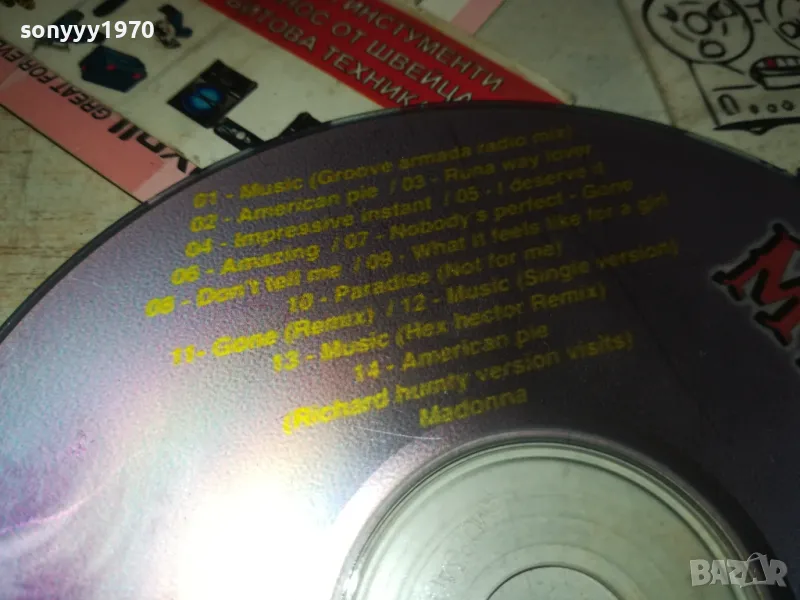 sonyyy1970
ИНСТУМЕНТИ
ОТ ШВЕЙЦА
ТОВА ТЕХНИКА
GREAT FOR EVE
01 - Music (Groove armada radio mix)
02 - American pie / 03 - Runa way lover
04 - Impressive instant / 05 - I deserve it
06 - Amazing / 07 - Nobody's perfect - Gone
08 - Don't tell me / 09 - What it feels like for a girl
10 - Paradise (Not for me)
11- Gone (Remix) / 12 - Music (Single version)
13 - Music (Hex hector Remix)
14 - American pie
(Richard humty version visits)
Madonna
M
BAZAR